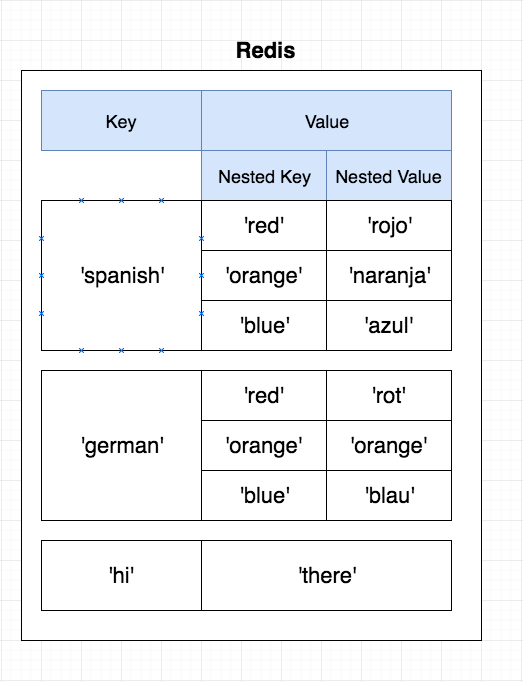 Redis
Key Value
Nested Key Nested Value
'spanish'
'red' 'rojo'
'orange' 'naranja'
'blue' 'azul'
'german'
'red' 'rot'
'orange' 'orange'
'blue' 'blau'
'hi' 'there'